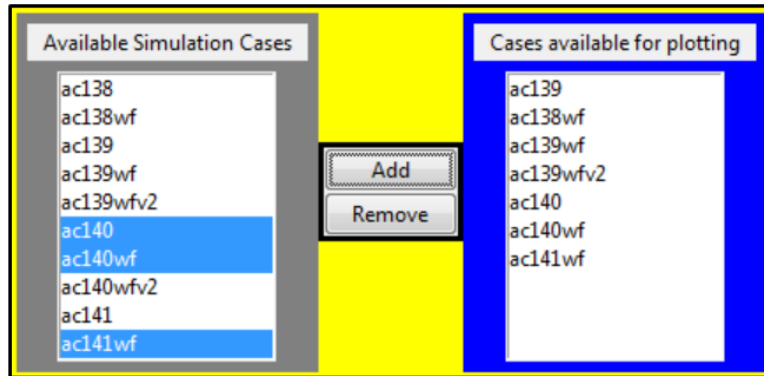 Available Simulation Cases
ac138
ac138wf
ac139
ac139wf
ac139wfv2
ac140
ac140wf
ac140wfv2
ac141
ac141wf
Add
Remove
Cases available for plotting
ac139
ac138wf
ac139wf
ac139wfv2
ac140
ac140wf
ac141wf